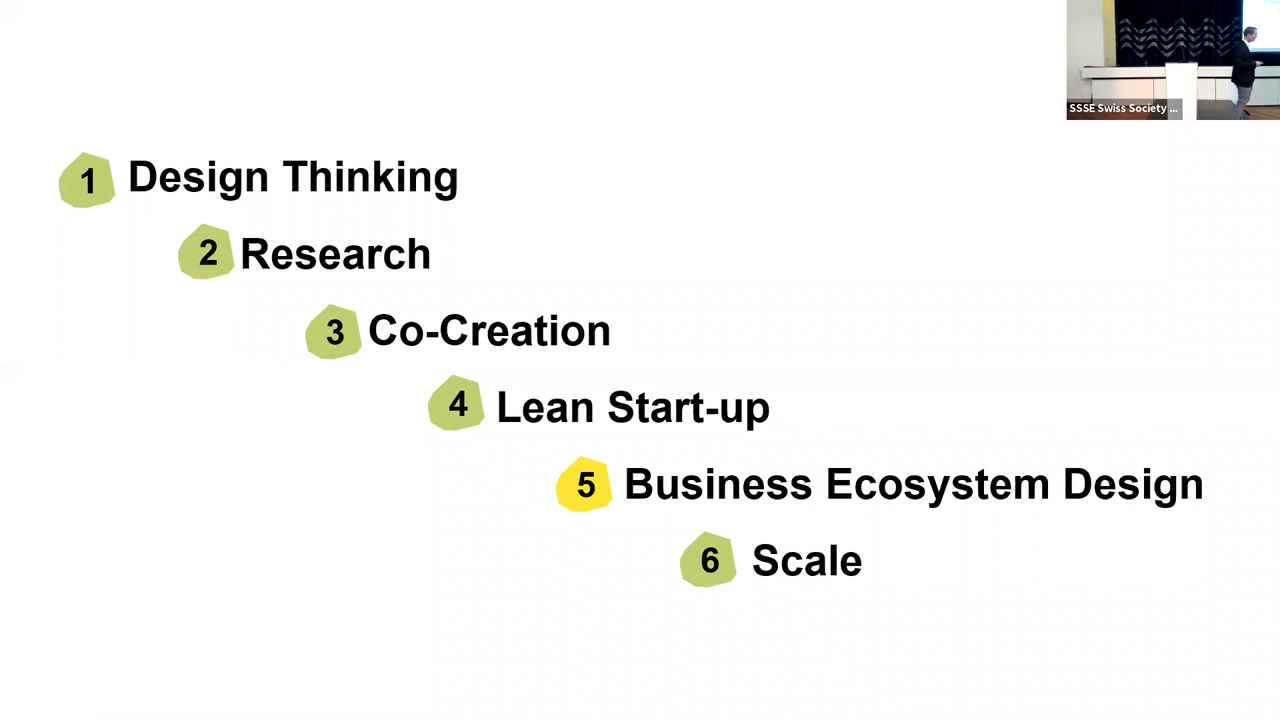 SSSE Swiss Society ...
1 Design Thinking
2 Research
3 Co-Creation
4 Lean Start-up
5 Business Ecosystem Design
6 Scale